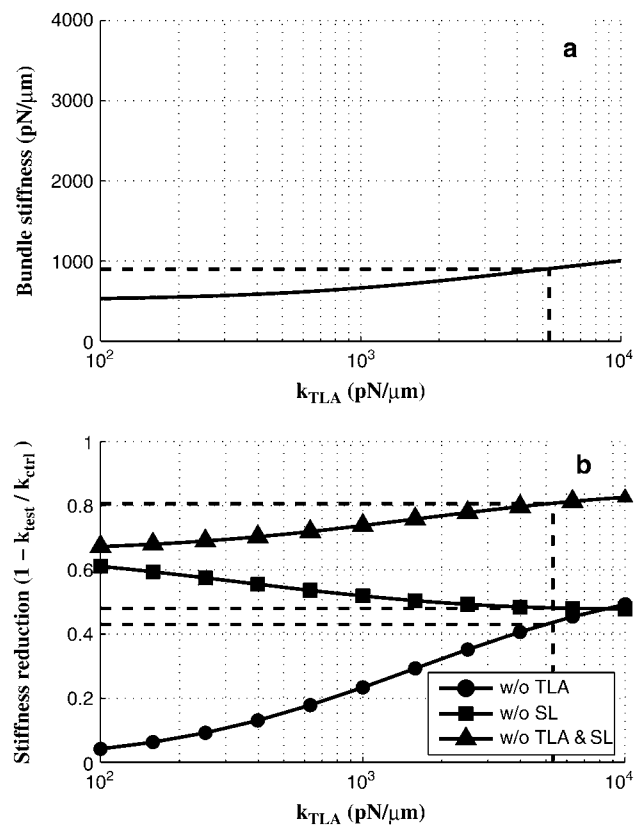 4000
a
3000
2000
1000
0
Bundle stiffness (pN/μm)
10² 10³ 10⁴
k_TLA (pN/μm)
1
b
0.8
0.6
0.4
0.2
0
Stiffness reduction (1 − k_test / k_ctrl)
w/o TLA
w/o SL
w/o TLA & SL
10² 10³ 10⁴
k_TLA (pN/μm)